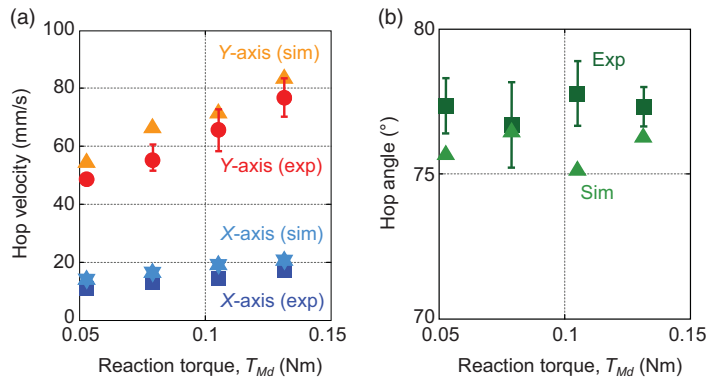 (a)
100
80
60
40
20
0
Hop velocity (mm/s)
Y-axis (sim)
Y-axis (exp)
X-axis (sim)
X-axis (exp)
0.05
0.1
0.15
Reaction torque, T_Md (Nm)
(b)
80
75
70
Hop angle (°)
Exp
Sim
0.05
0.1
0.15
Reaction torque, T_Md (Nm)